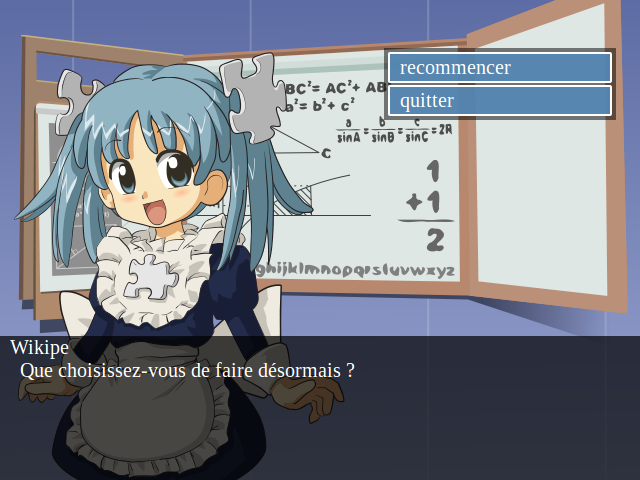 recommencer
quitter
BC²= AC²+ AB
a²= b²+ c²
a/sinA = b/sinB = c/sinC = 2R
C
1
+1
2
ghijklmnopqrstuvwxyz
Wikipe
Que choisissez-vous de faire désormais ?